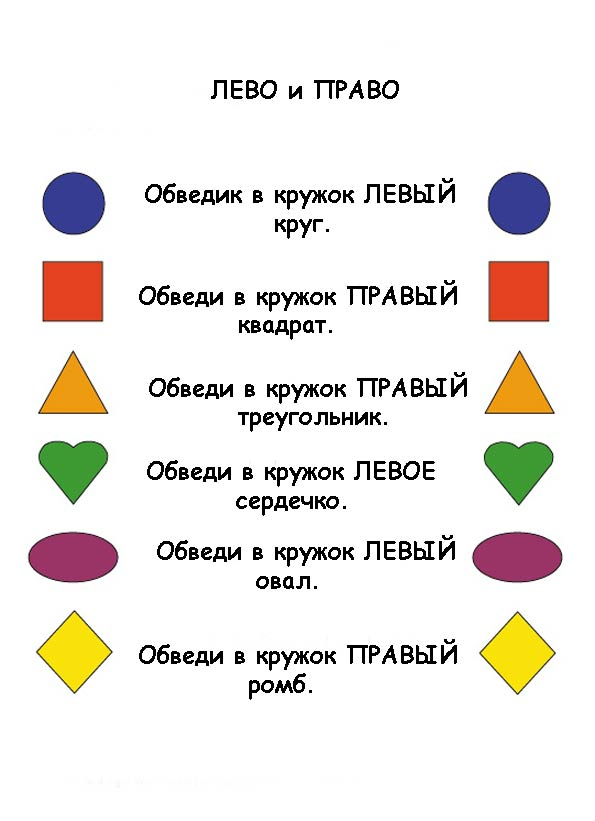 ЛЕВО и ПРАВО
Обведик в кружок ЛЕВЫЙ
круг.
Обведи в кружок ПРАВЫЙ
квадрат.
Обведи в кружок ПРАВЫЙ
треугольник.
Обведи в кружок ЛЕВОЕ
сердечко.
Обведи в кружок ЛЕВЫЙ
овал.
Обведи в кружок ПРАВЫЙ
ромб.